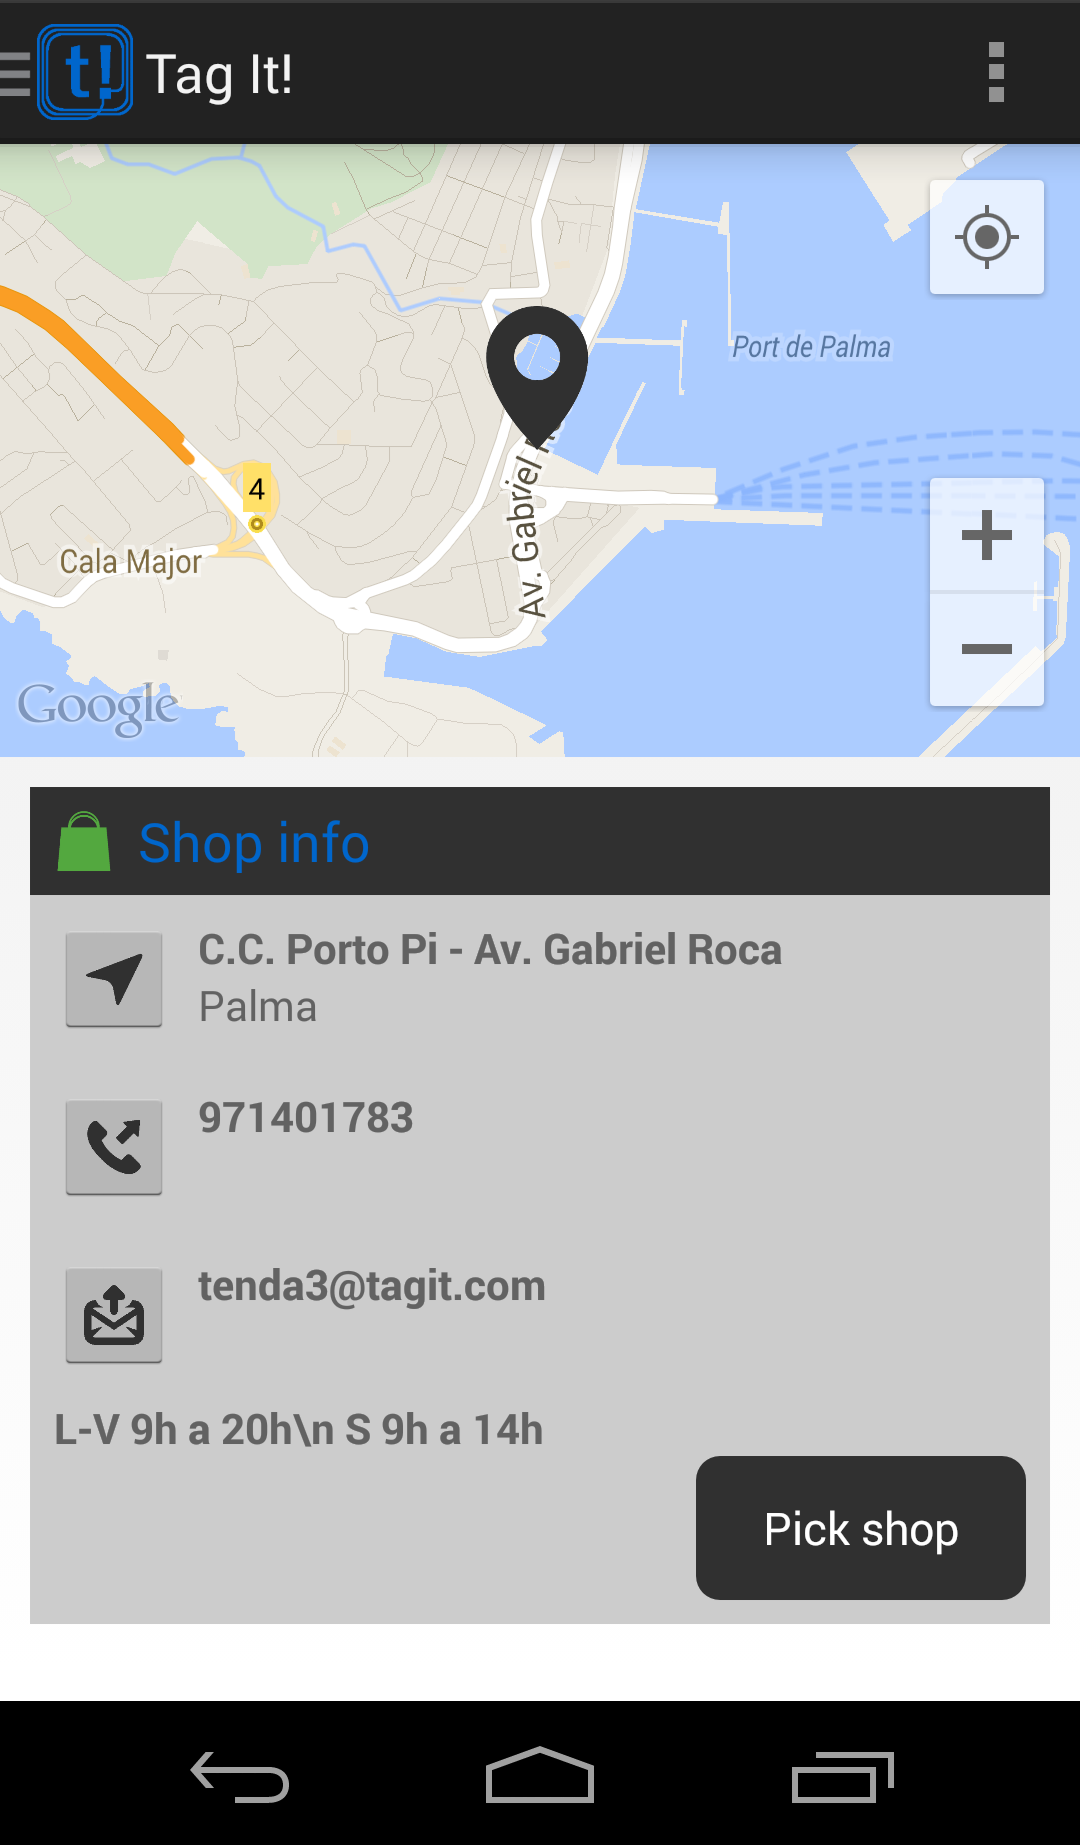 t!
Tag It!
Port de Palma
4
Cala Major
Av. Gabriel
Google
Shop info
C.C. Porto Pi - Av. Gabriel Roca
Palma
971401783
tenda3@tagit.com
L-V 9h a 20h\n S 9h a 14h
Pick shop